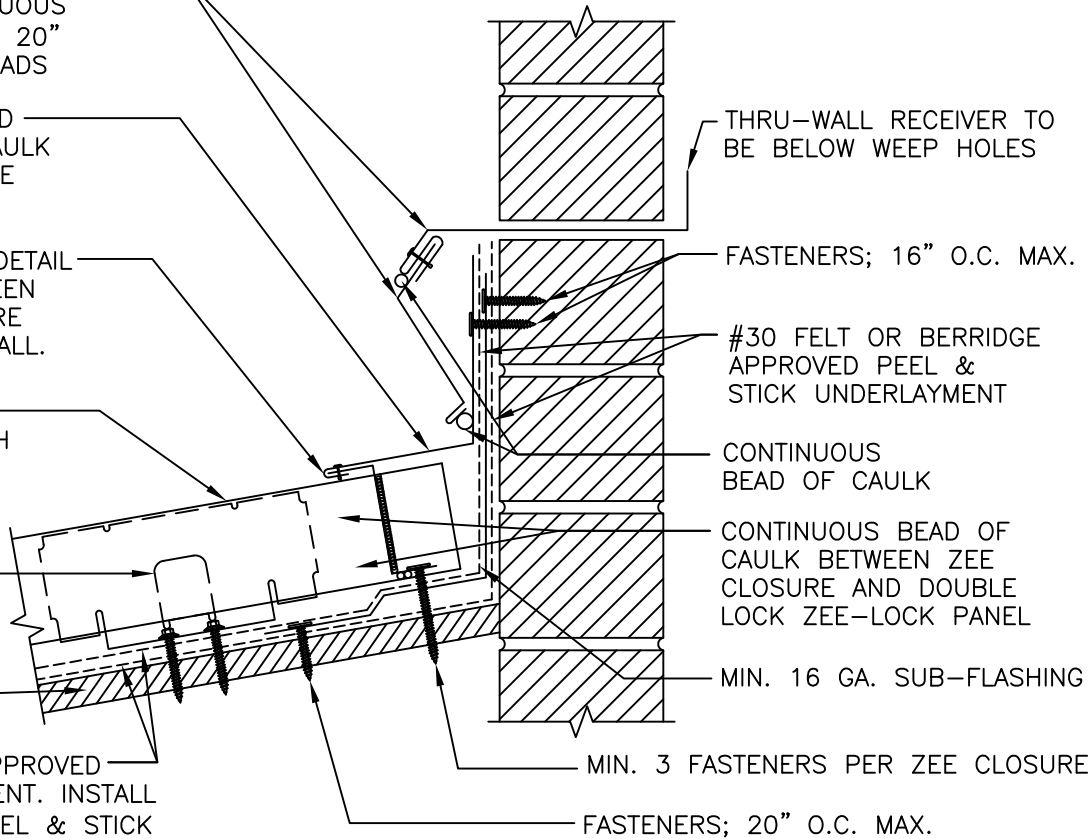 UOUS
20”
ADS
D
AULK
E
DETAIL
EEN
RE
ALL.
H
PPROVED
ENT. INSTALL
EL & STICK
THRU-WALL RECEIVER TO
BE BELOW WEEP HOLES
FASTENERS; 16” O.C. MAX.
#30 FELT OR BERRIDGE
APPROVED PEEL &
STICK UNDERLAYMENT
CONTINUOUS
BEAD OF CAULK
CONTINUOUS BEAD OF
CAULK BETWEEN ZEE
CLOSURE AND DOUBLE
LOCK ZEE-LOCK PANEL
MIN. 16 GA. SUB-FLASHING
MIN. 3 FASTENERS PER ZEE CLOSURE
FASTENERS; 20” O.C. MAX.